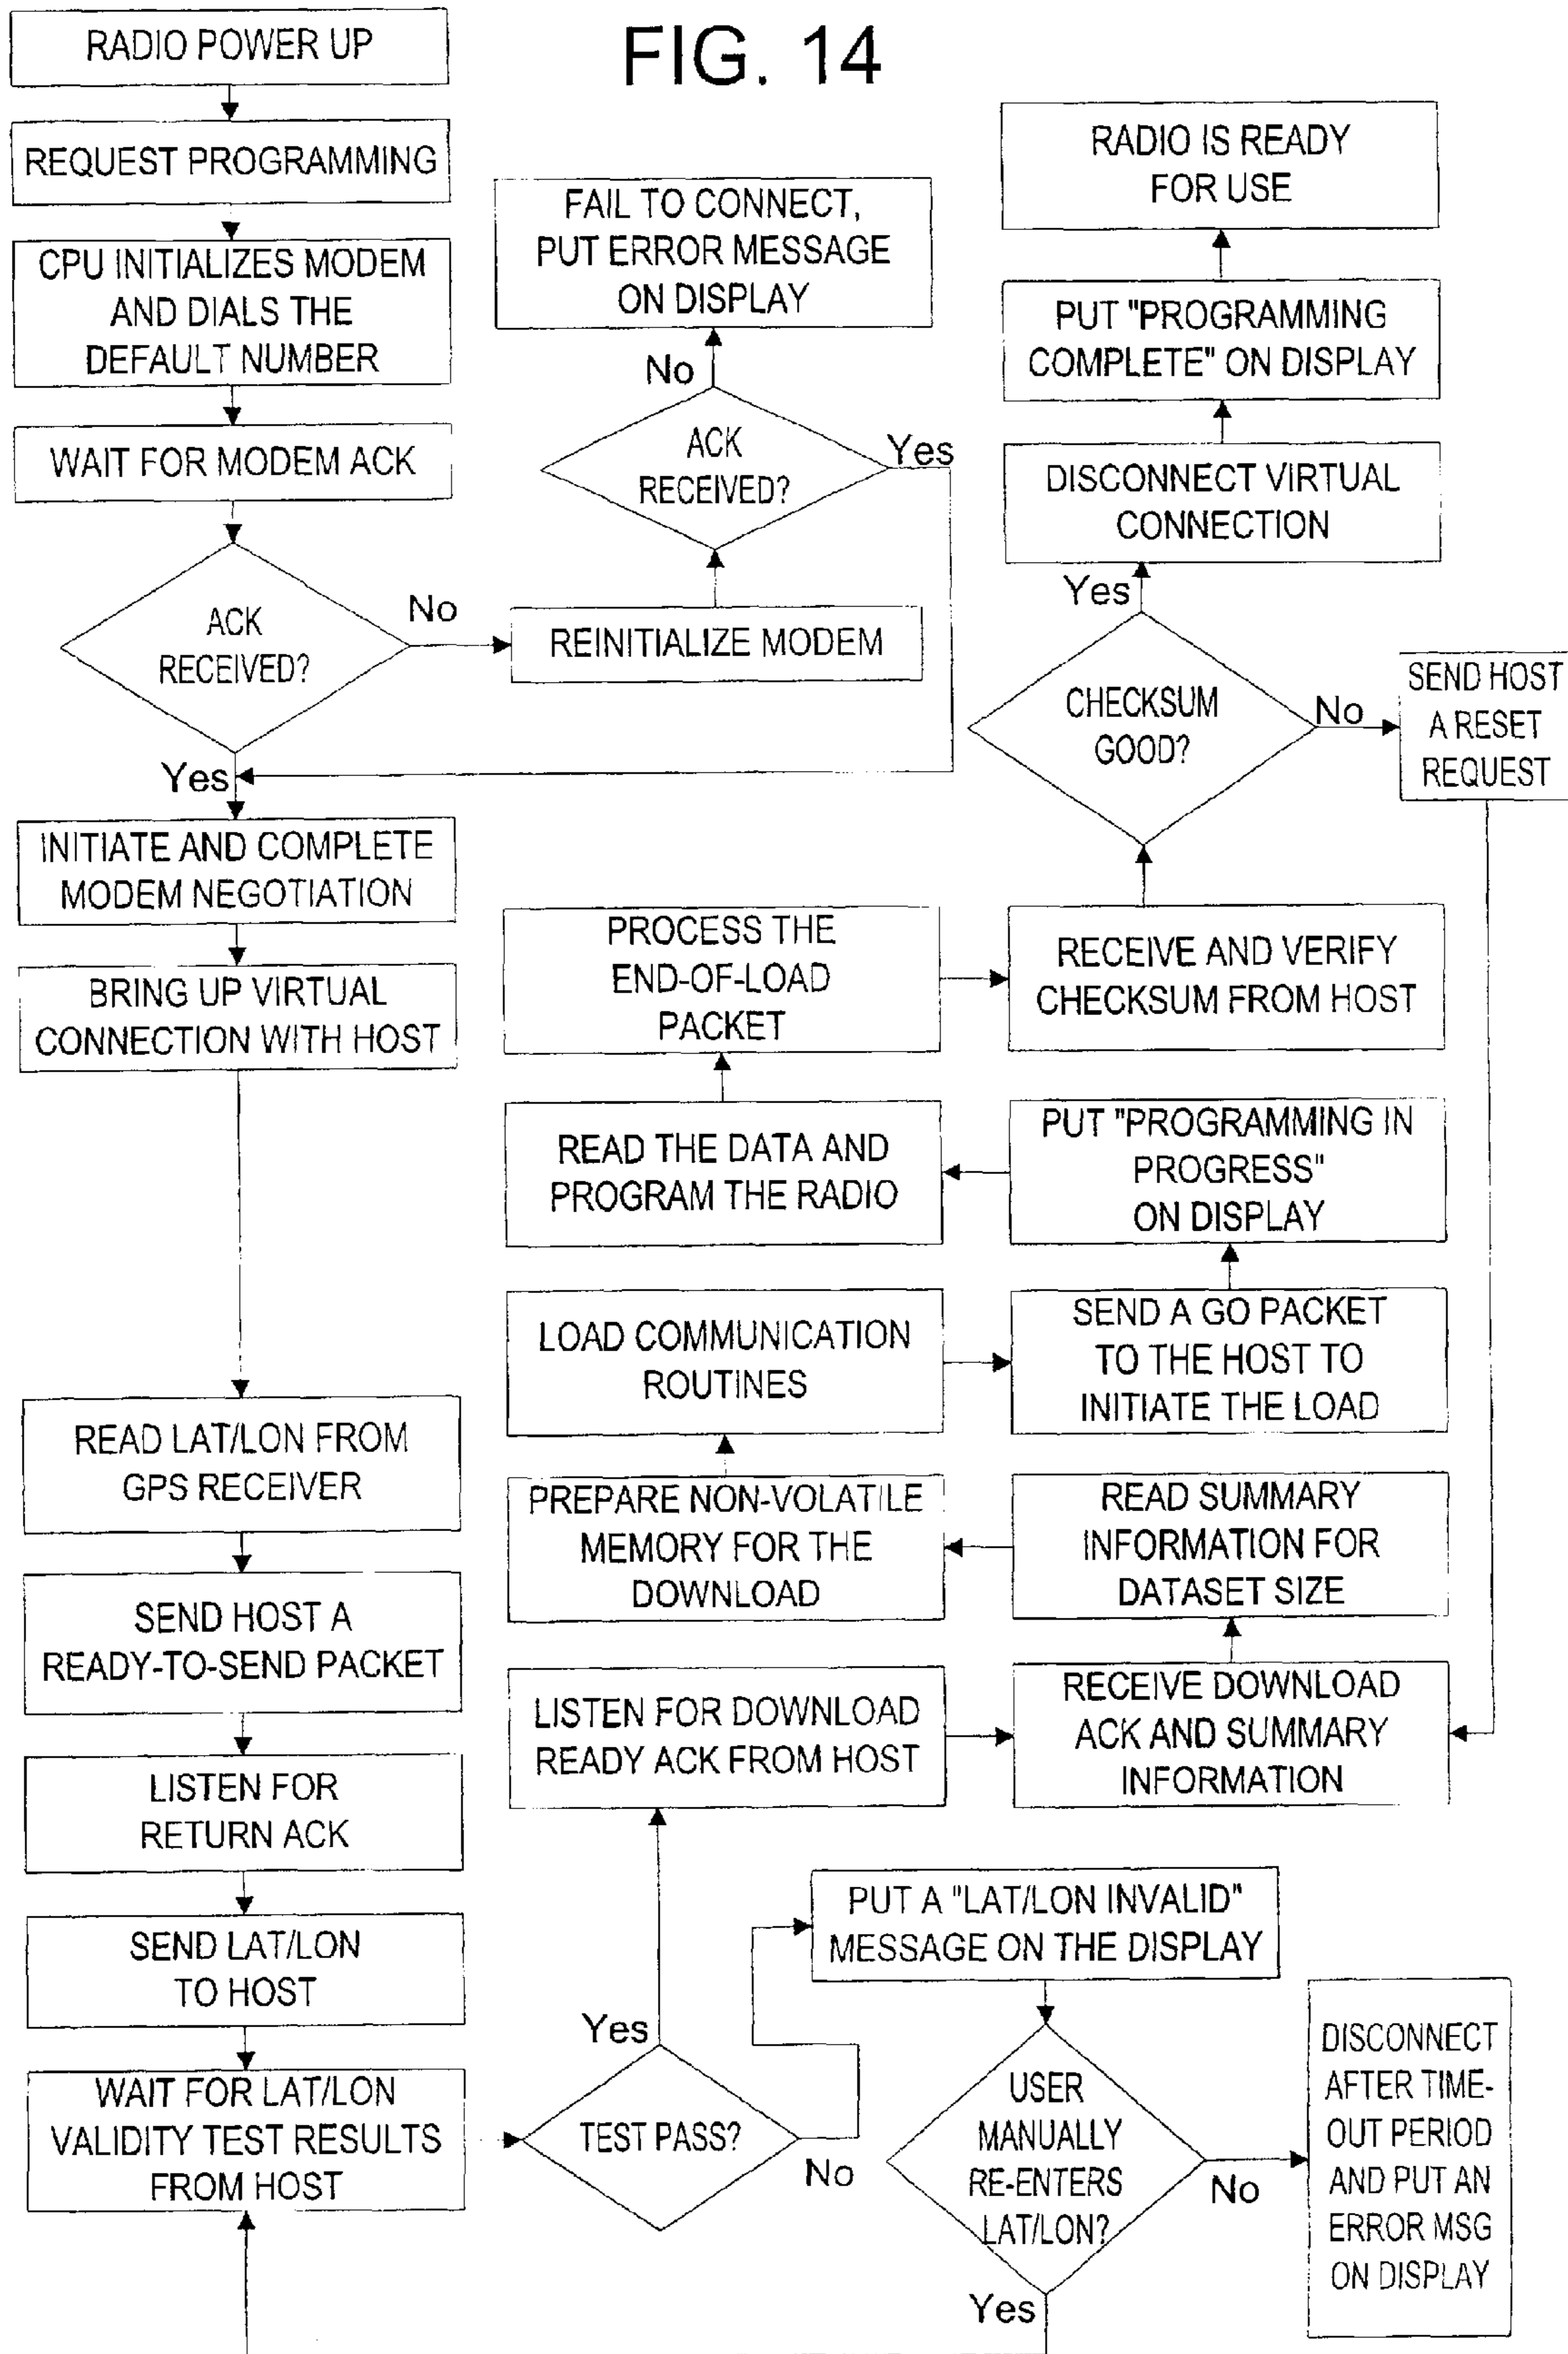 FIG. 14
RADIO POWER UP
REQUEST PROGRAMMING
CPU INITIALIZES MODEM
AND DIALS THE
DEFAULT NUMBER
WAIT FOR MODEM ACK
ACK
RECEIVED?
No
Yes
REINITIALIZE MODEM
ACK
RECEIVED?
No
Yes
FAIL TO CONNECT,
PUT ERROR MESSAGE
ON DISPLAY
INITIATE AND COMPLETE
MODEM NEGOTIATION
BRING UP VIRTUAL
CONNECTION WITH HOST
READ LAT/LON FROM
GPS RECEIVER
SEND HOST A
READY-TO-SEND PACKET
LISTEN FOR
RETURN ACK
SEND LAT/LON
TO HOST
WAIT FOR LAT/LON
VALIDITY TEST RESULTS
FROM HOST
TEST PASS?
Yes
No
PUT A "LAT/LON INVALID"
MESSAGE ON THE DISPLAY
USER
MANUALLY
RE-ENTERS
LAT/LON?
Yes
No
DISCONNECT
AFTER TIME-
OUT PERIOD
AND PUT AN
ERROR MSG
ON DISPLAY
LISTEN FOR DOWNLOAD
READY ACK FROM HOST
RECEIVE DOWNLOAD
ACK AND SUMMARY
INFORMATION
READ SUMMARY
INFORMATION FOR
DATASET SIZE
PREPARE NON-VOLATILE
MEMORY FOR THE
DOWNLOAD
LOAD COMMUNICATION
ROUTINES
SEND A GO PACKET
TO THE HOST TO
INITIATE THE LOAD
PUT "PROGRAMMING IN
PROGRESS"
ON DISPLAY
READ THE DATA AND
PROGRAM THE RADIO
PROCESS THE
END-OF-LOAD
PACKET
RECEIVE AND VERIFY
CHECKSUM FROM HOST
CHECKSUM
GOOD?
No
SEND HOST
A RESET
REQUEST
Yes
DISCONNECT VIRTUAL
CONNECTION
PUT "PROGRAMMING
COMPLETE" ON DISPLAY
RADIO IS READY
FOR USE